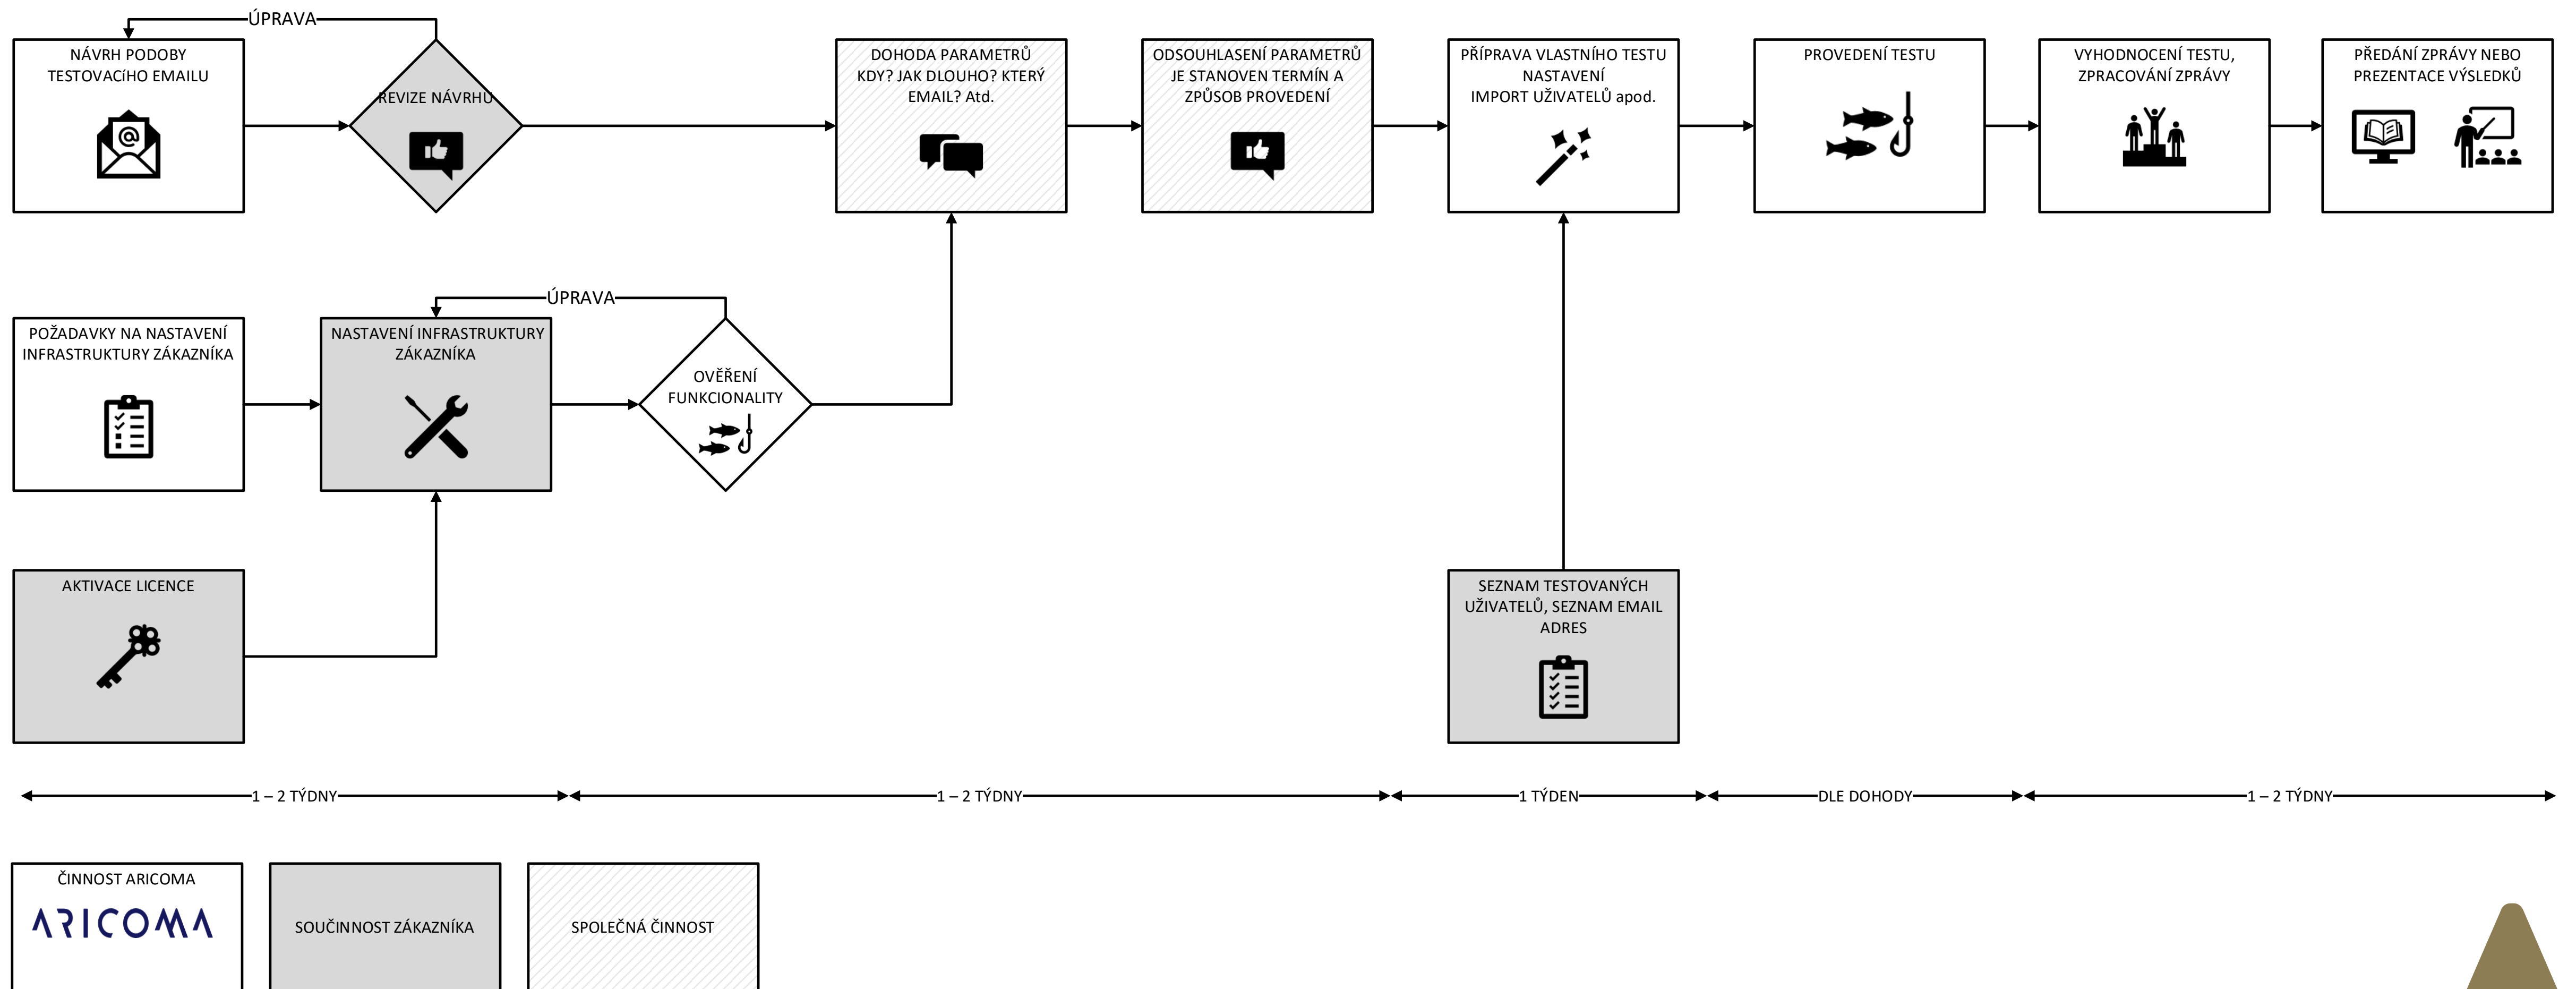 ÚPRAVA
NÁVRH PODOBY
TESTOVACíHO EMAILU
REVIZE NÁVRHU
DOHODA PARAMETRŮ
KDY? JAK DLOUHO? KTERÝ
EMAIL? Atd.
ODSOUHLASENÍ PARAMETRŮ
JE STANOVEN TERMÍN A
ZPŮSOB PROVEDENÍ
PŘÍPRAVA VLASTNÍHO TESTU
NASTAVENÍ
IMPORT UŽIVATELŮ apod.
PROVEDENÍ TESTU
VYHODNOCENÍ TESTU,
ZPRACOVÁNÍ ZPRÁVY
PŘEDÁNÍ ZPRÁVY NEBO
PREZENTACE VÝSLEDKŮ
ÚPRAVA
POŽADAVKY NA NASTAVENÍ
INFRASTRUKTURY ZÁKAZNÍKA
NASTAVENÍ INFRASTRUKTURY
ZÁKAZNÍKA
OVĚŘENÍ
FUNKCIONALITY
AKTIVACE LICENCE
SEZNAM TESTOVANÝCH
UŽIVATELŮ, SEZNAM EMAIL
ADRES
1 – 2 TÝDNY
1 – 2 TÝDNY
1 TÝDEN
DLE DOHODY
1 – 2 TÝDNY
ČINNOST ARICOMA
ARICOMA
SOUČINNOST ZÁKAZNÍKA
SPOLEČNÁ ČINNOST